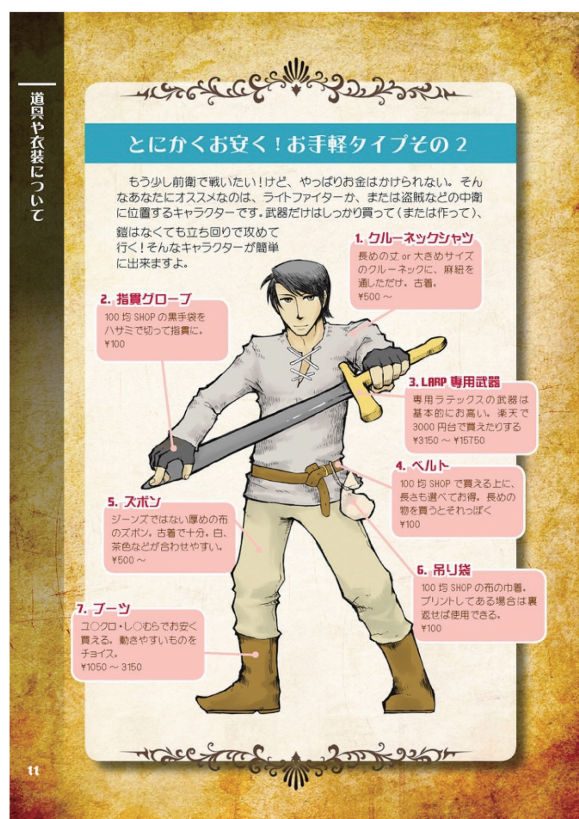 道具や衣装について
とにかくお安く!お手軽タイプその 2
もう少し前衛で戦いたい!けど、やっぱりお金はかけられない。そん
なあなたにオススメなのは、ライトファイターか、または盗賊などの中衛
に位置するキャラクターです。武器だけはしっかり買って(または作って)、
鎧はなくても立ち回りで攻めて
行く!そんなキャラクターが簡単
に出来ますよ。
1. クルーネックシャツ
長めの丈 or 大きめサイズ
のクルーネックに、麻紐を
通しただけ。古着。
¥500 ~
2. 指貫グローブ
100 均 SHOP の黒手袋を
ハサミで切って指貫に。
¥100
3. LARP 専用武器
専用ラテックスの武器は
基本的にお高い。楽天で
3000 円台で買えたりする
¥3150 ~ ¥15750
4. ベルト
100 均 SHOP で買える上に、
長さも選べてお得。長めの
物を買うとそれっぽく
¥100
5. ズボン
ジーンズではない厚めの布
のズボン。古着で十分。白、
茶色などが合わせやすい。
¥500 ~
6. 吊り袋
100 均 SHOP の布の巾着。
プリントしてある場合は裏
返せば使用できる。
¥100
7. ブーツ
ユ○クロ・し○むらでお安く
買える。動きやすいものを
チョイス。
¥1050 ~ 3150
11